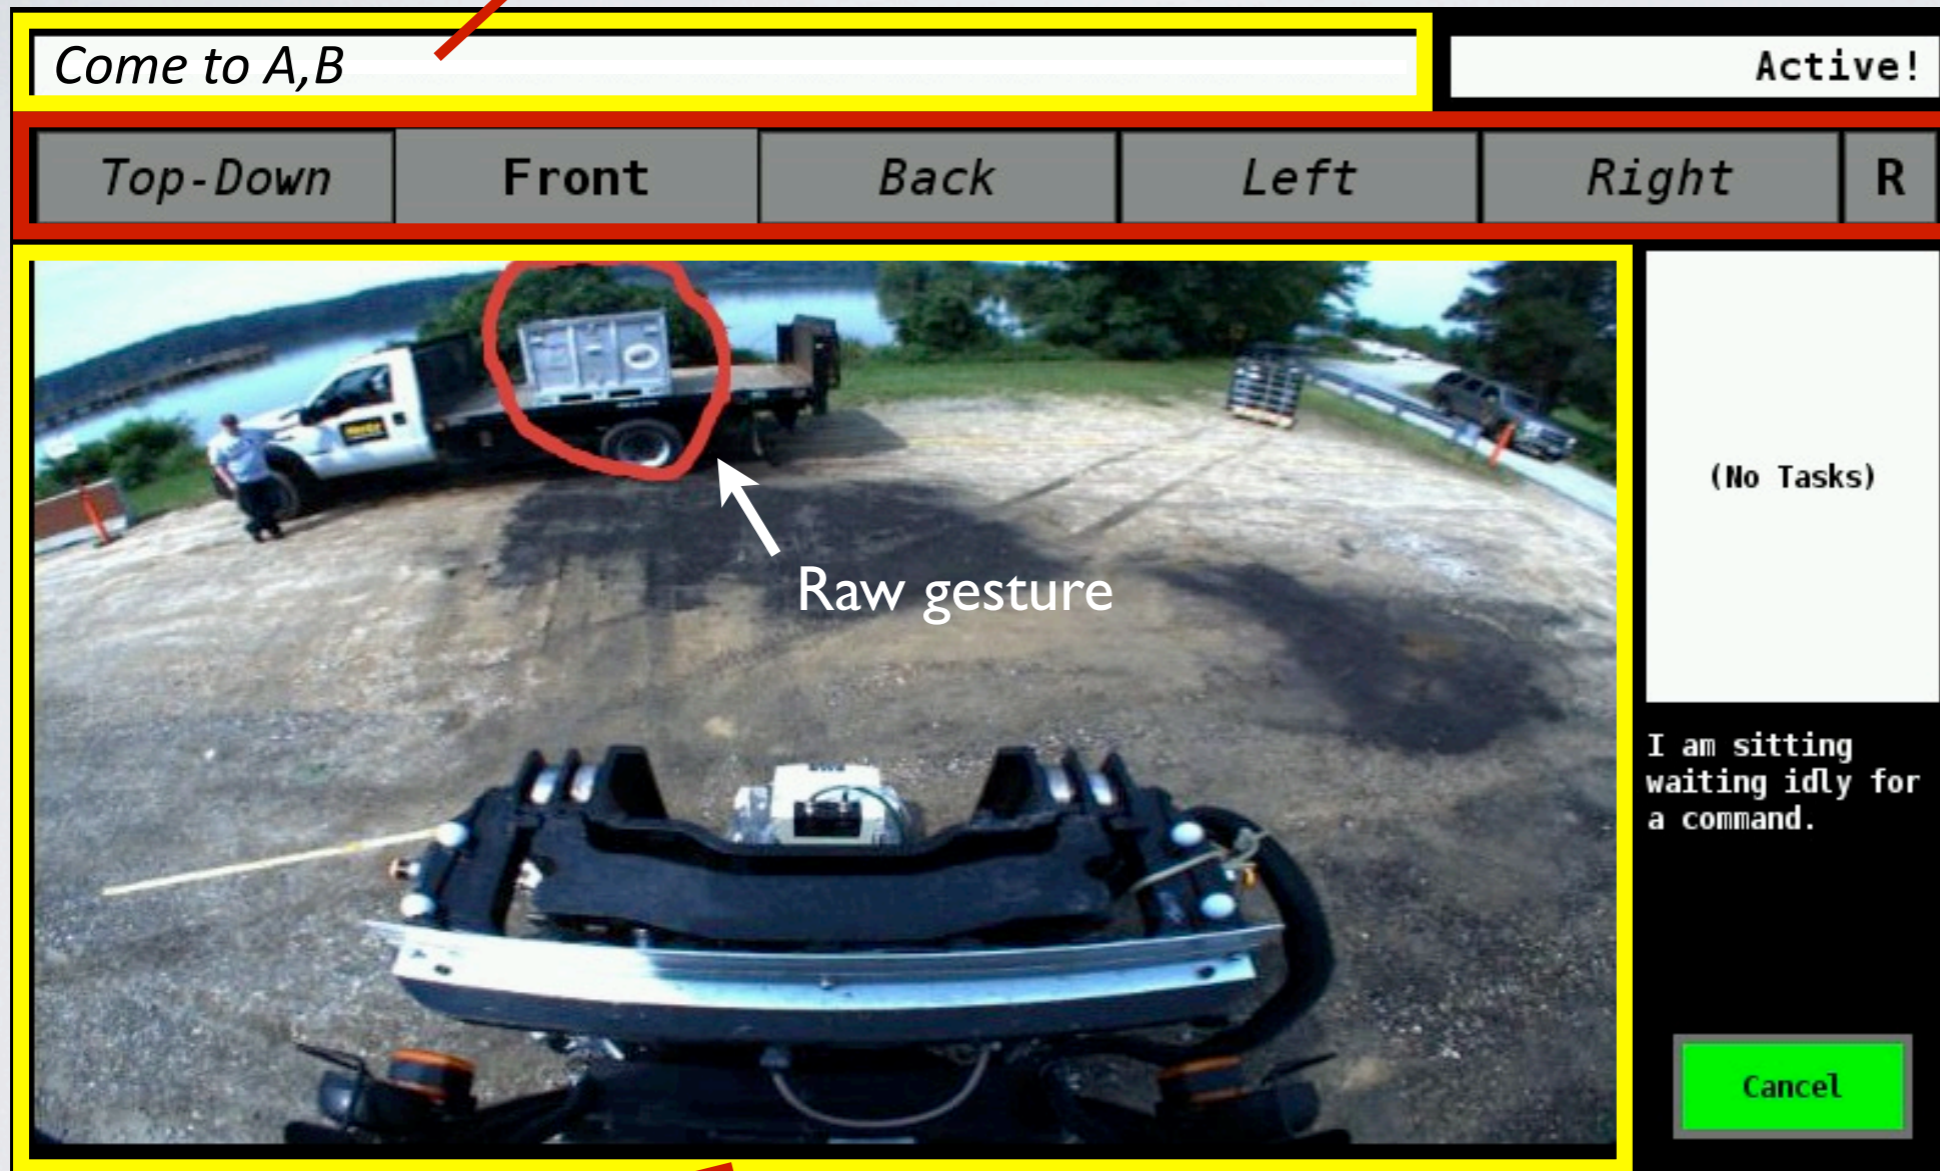 Come to A,B
Active!
Top-Down
Front
Back
Left
Right
R
(No Tasks)
Raw gesture
I am sitting
waiting idly for
a command.
Cancel